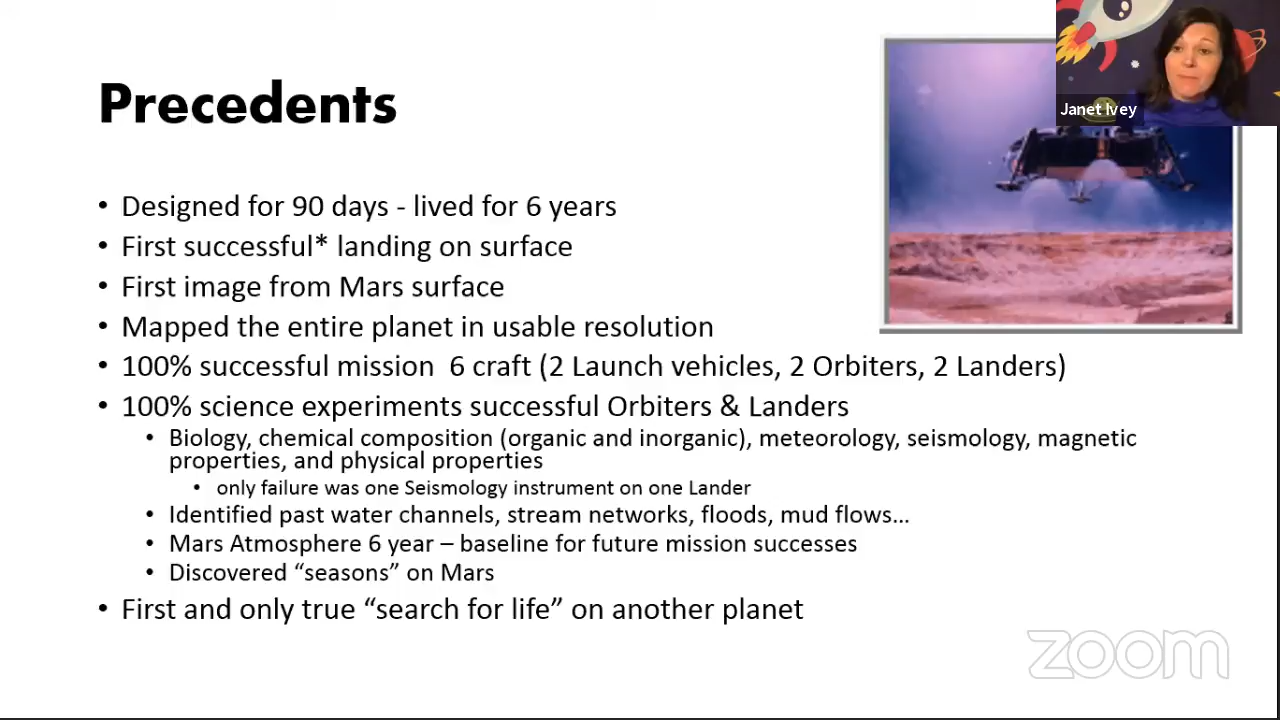 Precedents
Janet Ivey
• Designed for 90 days - lived for 6 years
• First successful* landing on surface
• First image from Mars surface
• Mapped the entire planet in usable resolution
• 100% successful mission 6 craft (2 Launch vehicles, 2 Orbiters, 2 Landers)
• 100% science experiments successful Orbiters & Landers
• Biology, chemical composition (organic and inorganic), meteorology, seismology, magnetic
properties, and physical properties
• only failure was one Seismology instrument on one Lander
• Identified past water channels, stream networks, floods, mud flows…
• Mars Atmosphere 6 year – baseline for future mission successes
• Discovered “seasons” on Mars
• First and only true “search for life” on another planet
zoom